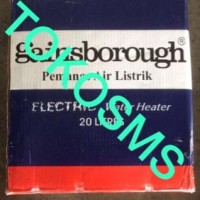 gainsborough®
Pemanas Air Listrik
ELECTRIC Water Heater
20 LITRES
TOKOSMS